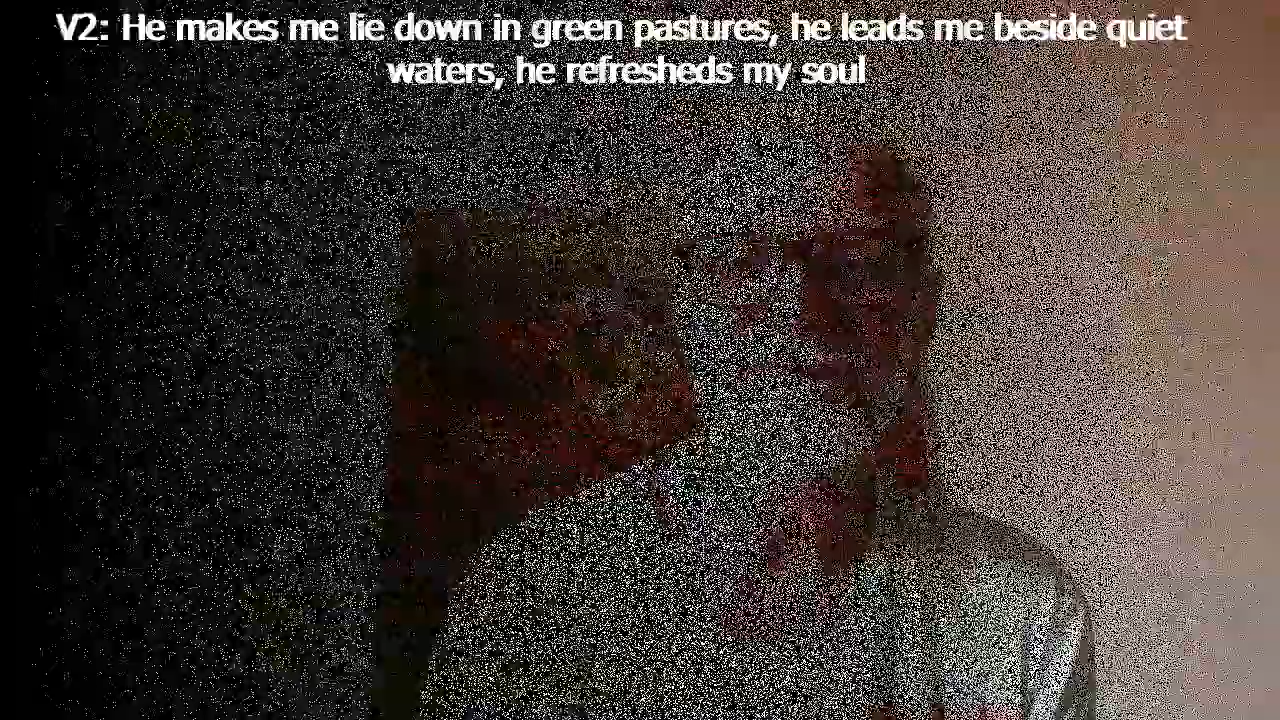 V2: He makes me lie down in green pastures, he leads me beside quiet
waters, he refresheds my soul